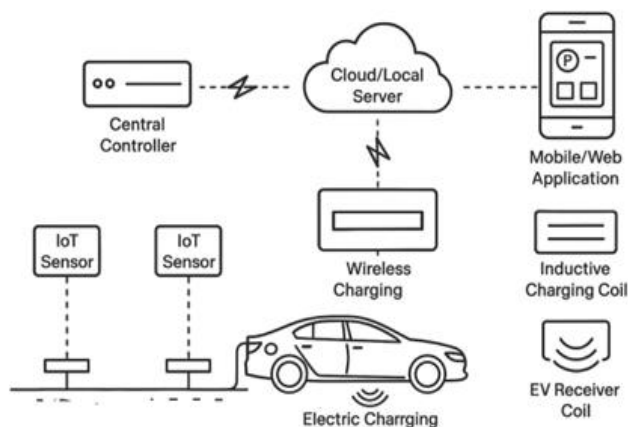 Cloud/Local
Server
Central
Controller
P
Mobile/Web
Application
IoT
Sensor
IoT
Sensor
Wireless
Charging
Inductive
Charging Coil
Electric Charrging
EV Receiver
Coil